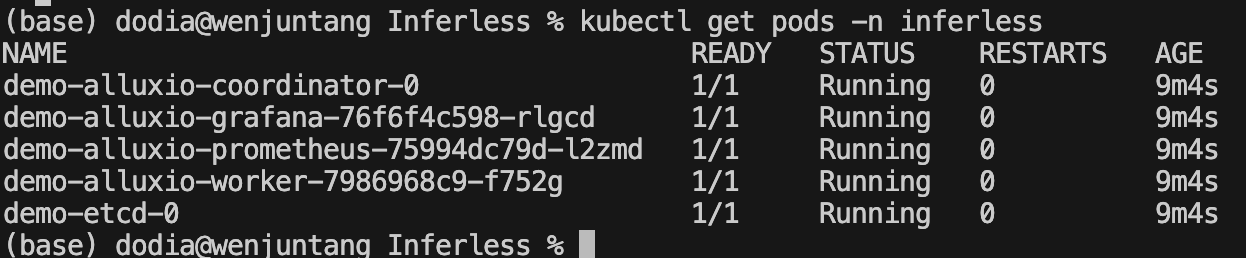 (base) dodia@wenjuntang Inferless % kubectl get pods -n inferless
NAME READY STATUS RESTARTS AGE
demo-alluxio-coordinator-0 1/1 Running 0 9m4s
demo-alluxio-grafana-76f6f4c598-rlgcd 1/1 Running 0 9m4s
demo-alluxio-prometheus-75994dc79d-l2zmd 1/1 Running 0 9m4s
demo-alluxio-worker-7986968c9-f752g 1/1 Running 0 9m4s
demo-etcd-0 1/1 Running 0 9m4s
(base) dodia@wenjuntang Inferless %